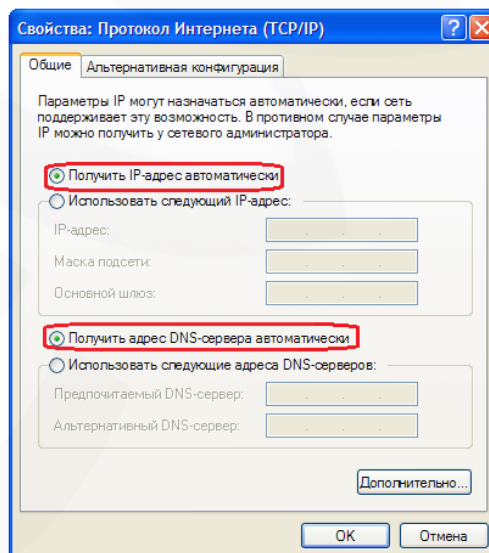 Свойства: Протокол Интернета (TCP/IP)
Общие
Альтернативная конфигурация
Параметры IP могут назначаться автоматически, если сеть
поддерживает эту возможность. В противном случае параметры
IP можно получить у сетевого администратора.
Получить IP-адрес автоматически
Использовать следующий IP-адрес:
IP-адрес:
Маска подсети:
Основной шлюз:
Получить адрес DNS-сервера автоматически
Использовать следующие адреса DNS-серверов:
Предпочитаемый DNS-сервер:
Альтернативный DNS-сервер:
Дополнительно...
OK
Отмена